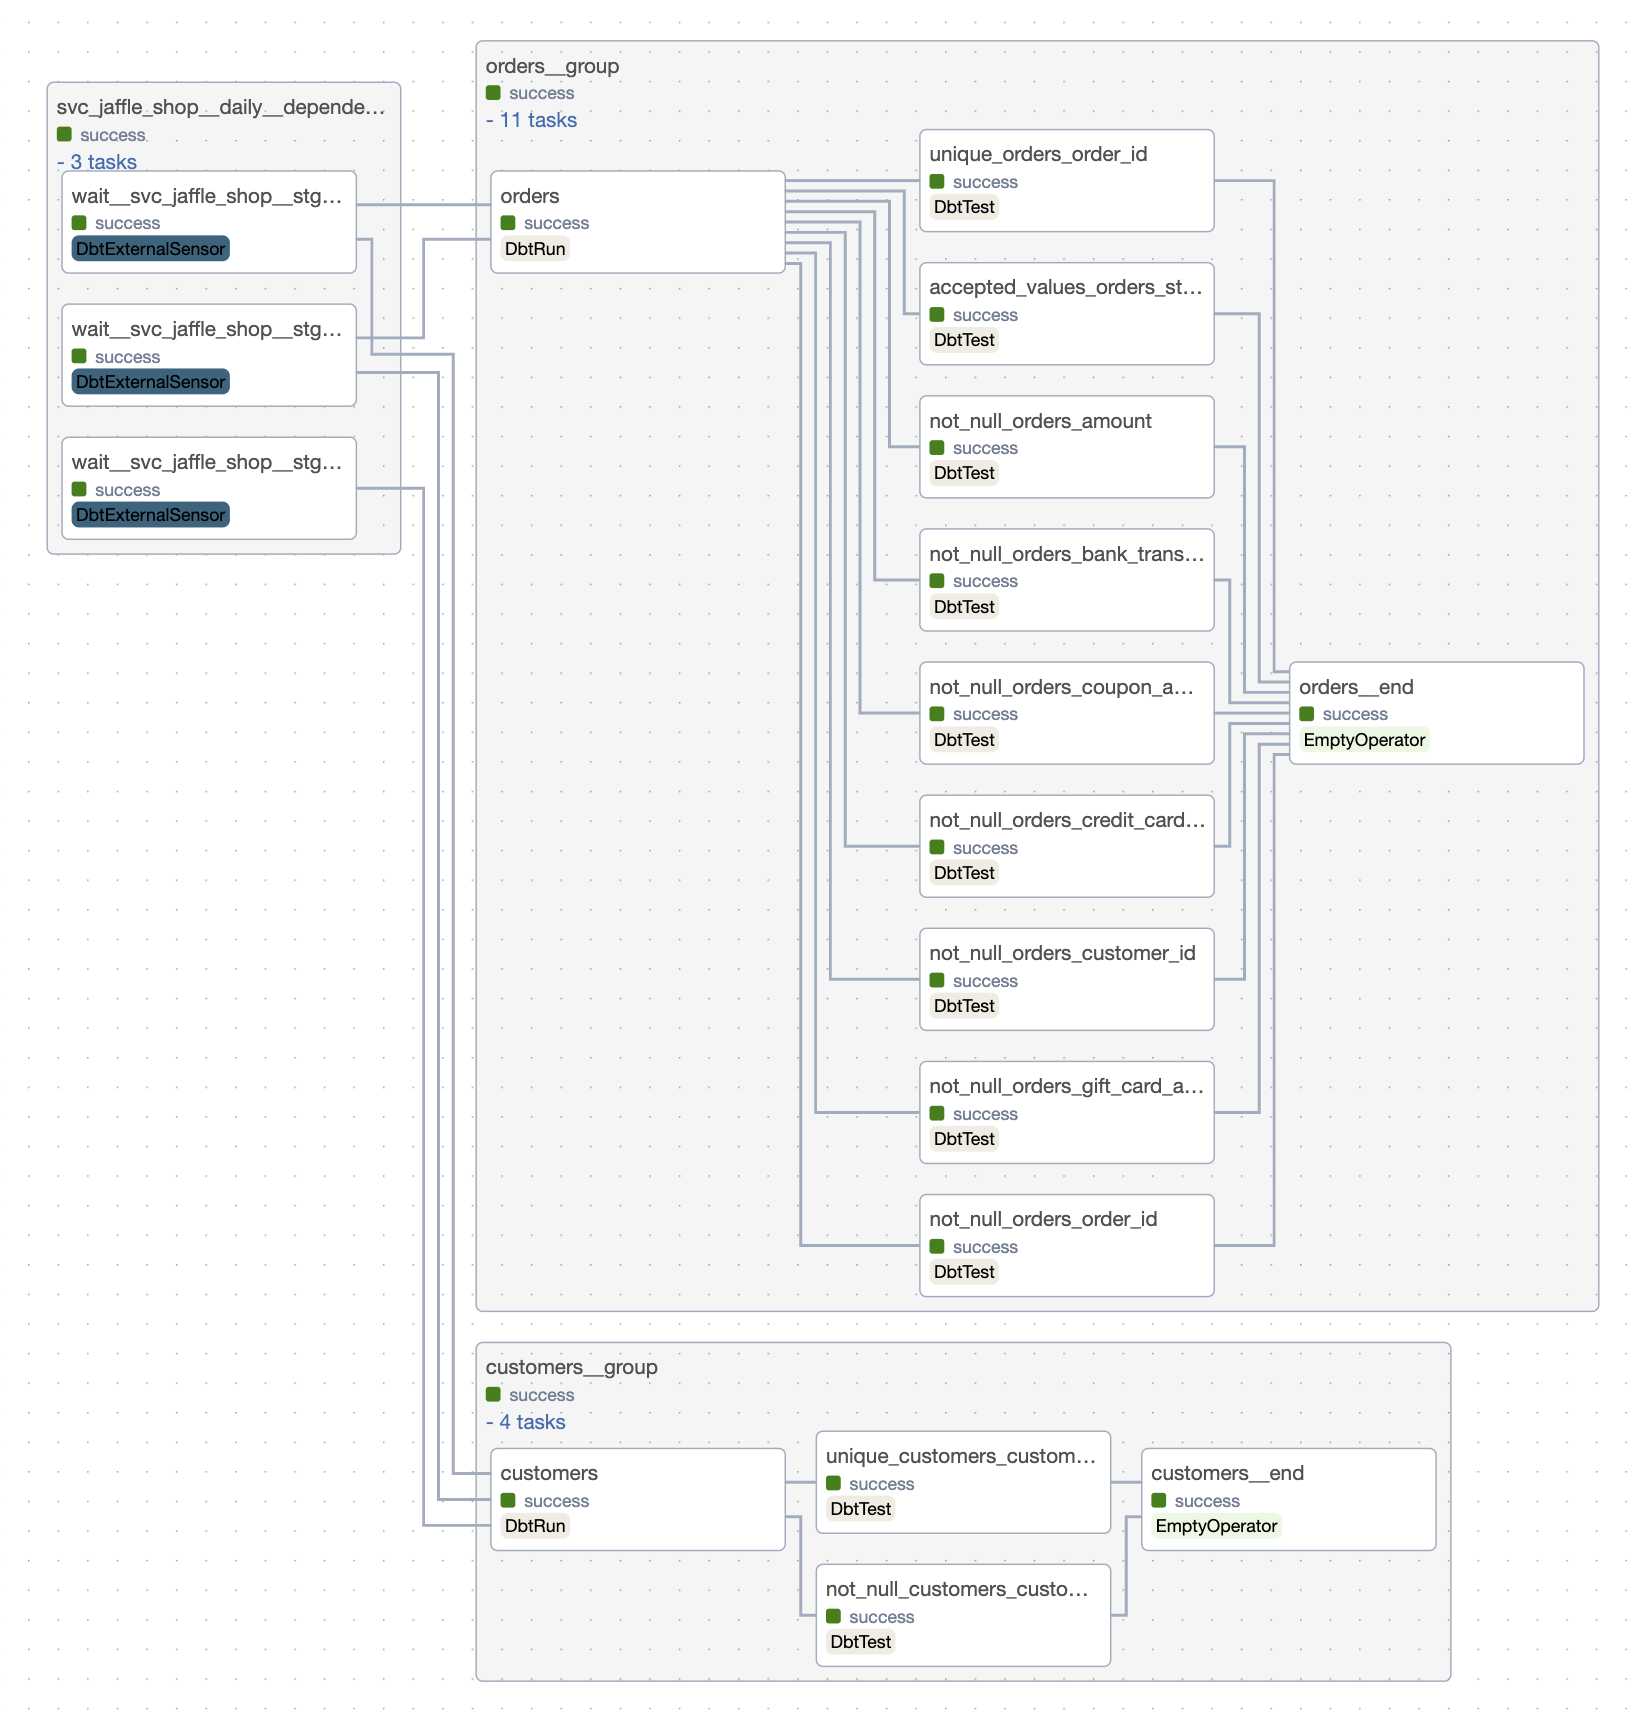 svc_jaffle_shop__daily__depende...
success
- 3 tasks
wait__svc_jaffle_shop__stg...
success
DbtExternalSensor
wait__svc_jaffle_shop__stg...
success
DbtExternalSensor
wait__svc_jaffle_shop__stg...
success
DbtExternalSensor
orders__group
success
- 11 tasks
orders
success
DbtRun
unique_orders_order_id
success
DbtTest
accepted_values_orders_st...
success
DbtTest
not_null_orders_amount
success
DbtTest
not_null_orders_bank_trans...
success
DbtTest
not_null_orders_coupon_a...
success
DbtTest
not_null_orders_credit_card...
success
DbtTest
not_null_orders_customer_id
success
DbtTest
not_null_orders_gift_card_a...
success
DbtTest
not_null_orders_order_id
success
DbtTest
orders__end
success
EmptyOperator
customers__group
success
- 4 tasks
customers
success
DbtRun
unique_customers_custom...
success
DbtTest
not_null_customers_custo...
success
DbtTest
customers__end
success
EmptyOperator